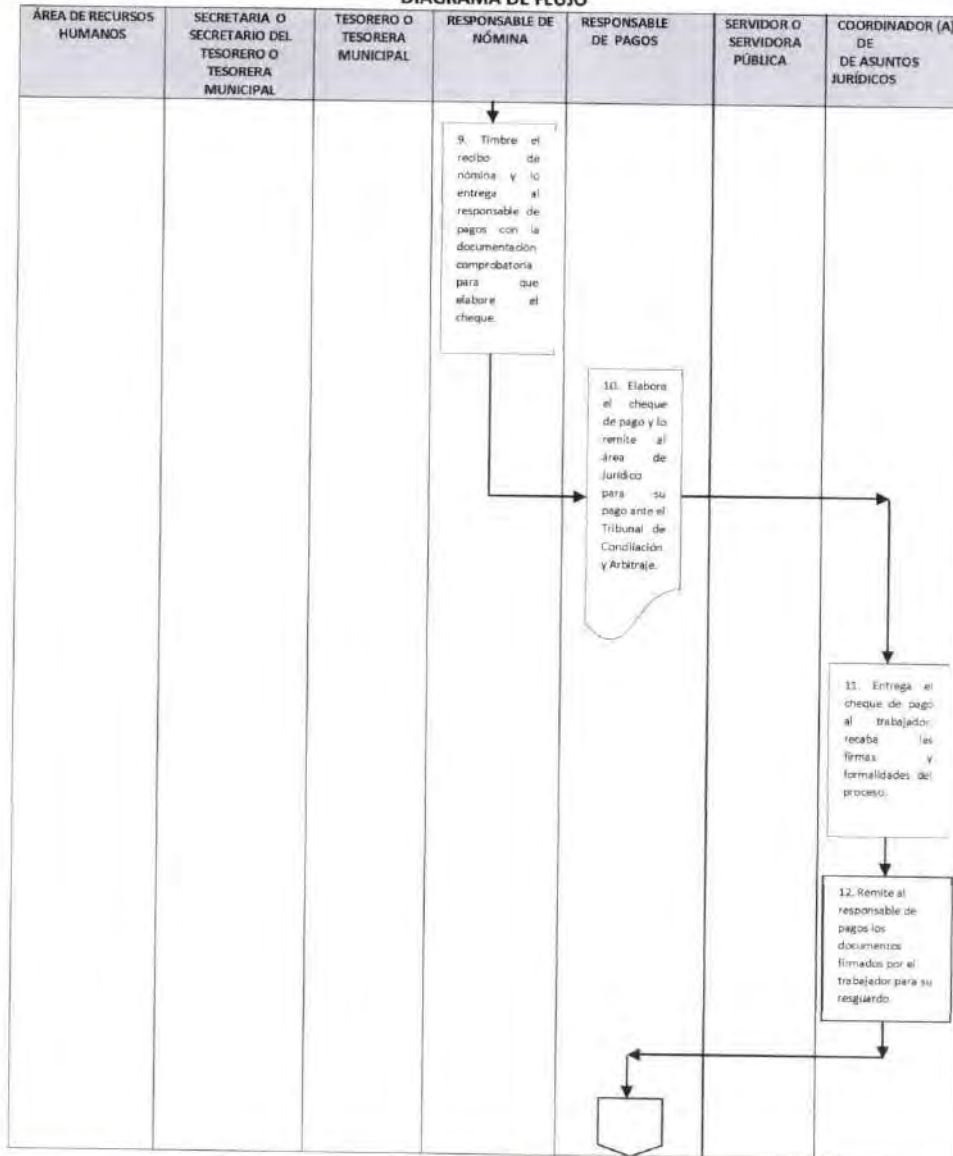 DIAGRAMA DE FLUJO
ÁREA DE RECURSOS
HUMANOS
SECRETARIA O
SECRETARIO DEL
TESORERO O
TESORERA
MUNICIPAL
TESORERO O
TESORERA
MUNICIPAL
RESPONSABLE DE
NÓMINA
RESPONSABLE
DE PAGOS
SERVIDOR O
SERVIDORA
PÚBLICA
COORDINADOR (A)
DE
DE ASUNTOS
JURÍDICOS
9. Timbre el
recibo de
nómina y lo
entrega al
responsable de
pagos con la
documentación
comprobatoria
para que
elabore el
cheque.
10. Elabora
el cheque
de pago y lo
remite al
área de
Jurídico
para su
pago ante el
Tribunal de
Conciliación
y Arbitraje.
11. Entrega el
cheque de pago
al trabajador,
recaba las
firmas y
formalidades del
proceso.
12. Remite al
responsable de
pagos los
documentos
firmados por el
trabajador para su
resguardo